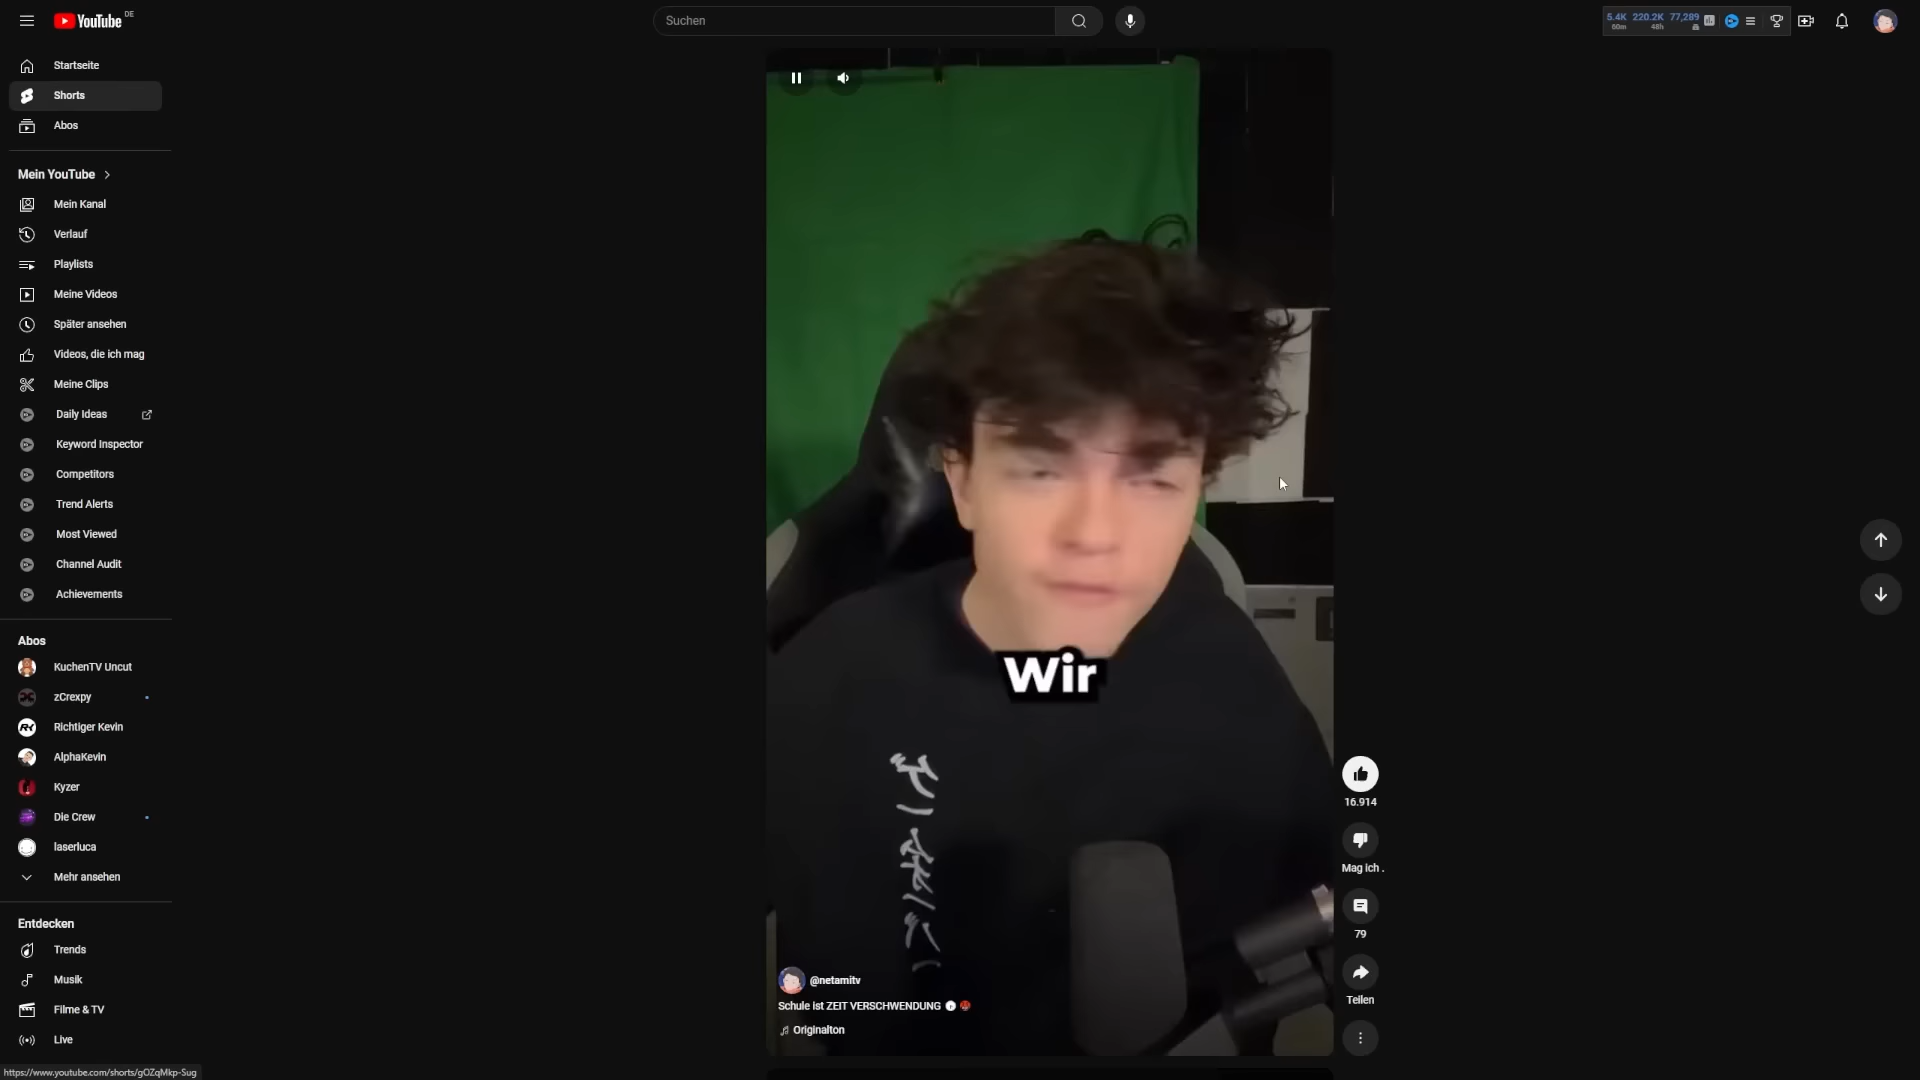 YouTube DE
Suchen
5.4K 220.2K 77,289
60m 48h
Startseite
Shorts
Abos
Mein YouTube
Mein Kanal
Verlauf
Playlists
Meine Videos
Später ansehen
Videos, die ich mag
Meine Clips
Daily Ideas
Keyword Inspector
Competitors
Trend Alerts
Most Viewed
Channel Audit
Achievements
Abos
KuchenTV Uncut
zCrexpy
Richtiger Kevin
AlphaKevin
Kyzer
Die Crew
laserluca
Mehr ansehen
Entdecken
Trends
Musik
Filme & TV
Live
https://www.youtube.com/shorts/gOZqMkp-Sug
Wir
@netamitv
Schule ist ZEIT VERSCHWENDUNG
Originalton
16.914
Mag ich .
79
Teilen